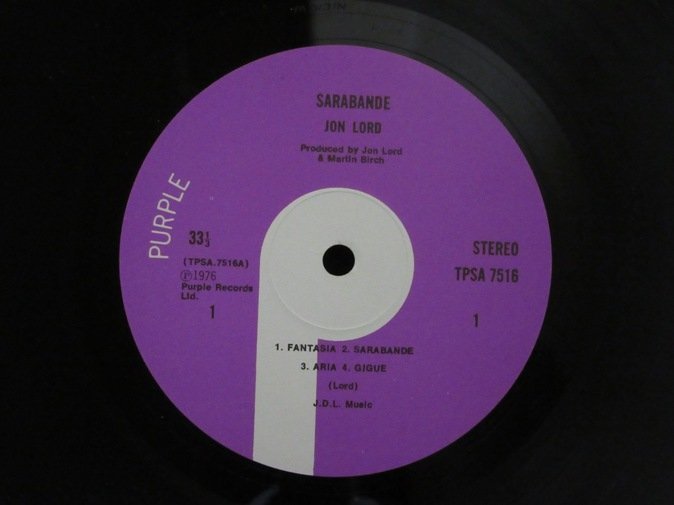 SARABANDE
JON LORD
Produced by Jon Lord
& Martin Birch
PURPLE
33⅓
(TPSA.7516A)
Ⓟ1976
Purple Records
Ltd.
1
STEREO
TPSA 7516
1
1. FANTASIA 2. SARABANDE
3. ARIA 4. GIGUE
(Lord)
J.D.L. Music